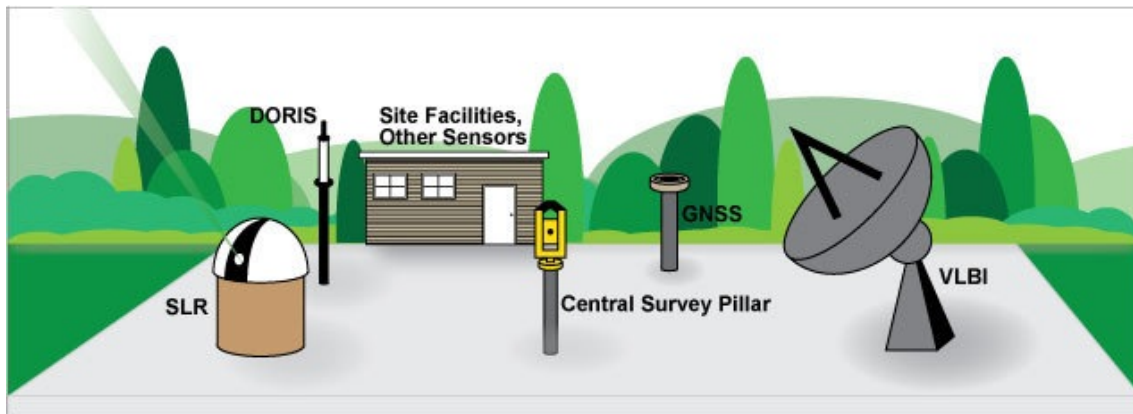 DORIS
Site Facilities,
Other Sensors
GNSS
SLR
Central Survey Pillar
VLBI